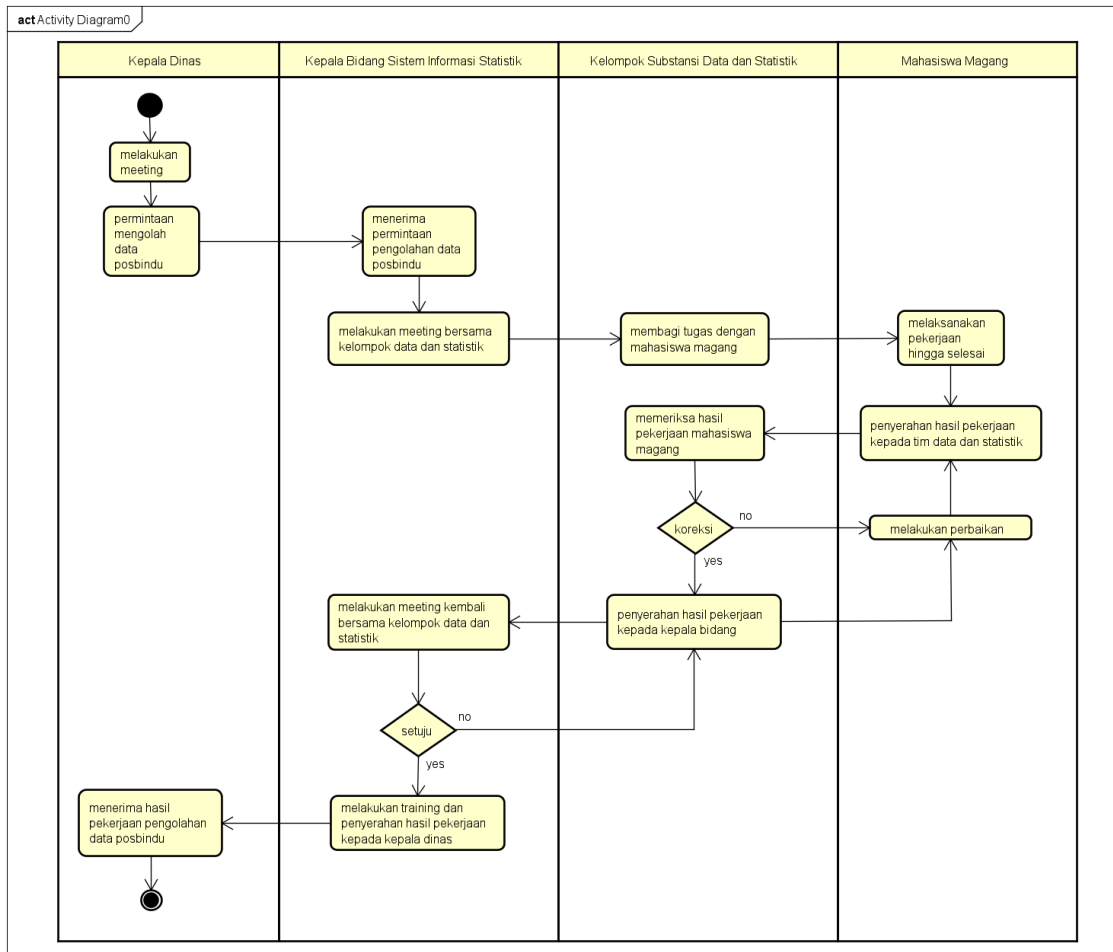 act Activity Diagram0
Kepala Dinas
Kepala Bidang Sistem Informasi Statistik
Kelompok Substansi Data dan Statistik
Mahasiswa Magang
melakukan
meeting
permintaan
mengolah
data
posbindu
menerima
permintaan
pengolahan data
posbindu
melakukan meeting bersama
kelompok data dan statistik
membagi tugas dengan
mahasiswa magang
melaksanakan
pekerjaan
hingga selesai
memeriksa hasil
pekerjaan mahasiswa
magang
penyerahan hasil pekerjaan
kepada tim data dan statistik
koreksi
no
melakukan perbaikan
yes
melakukan meeting kembali
bersama kelompok data dan
statistik
penyerahan hasil pekerjaan
kepada kepala bidang
setuju
no
yes
menerima hasil
pekerjaan pengolahan
data posbindu
melakukan training dan
penyerahan hasil pekerjaan
kepada kepala dinas